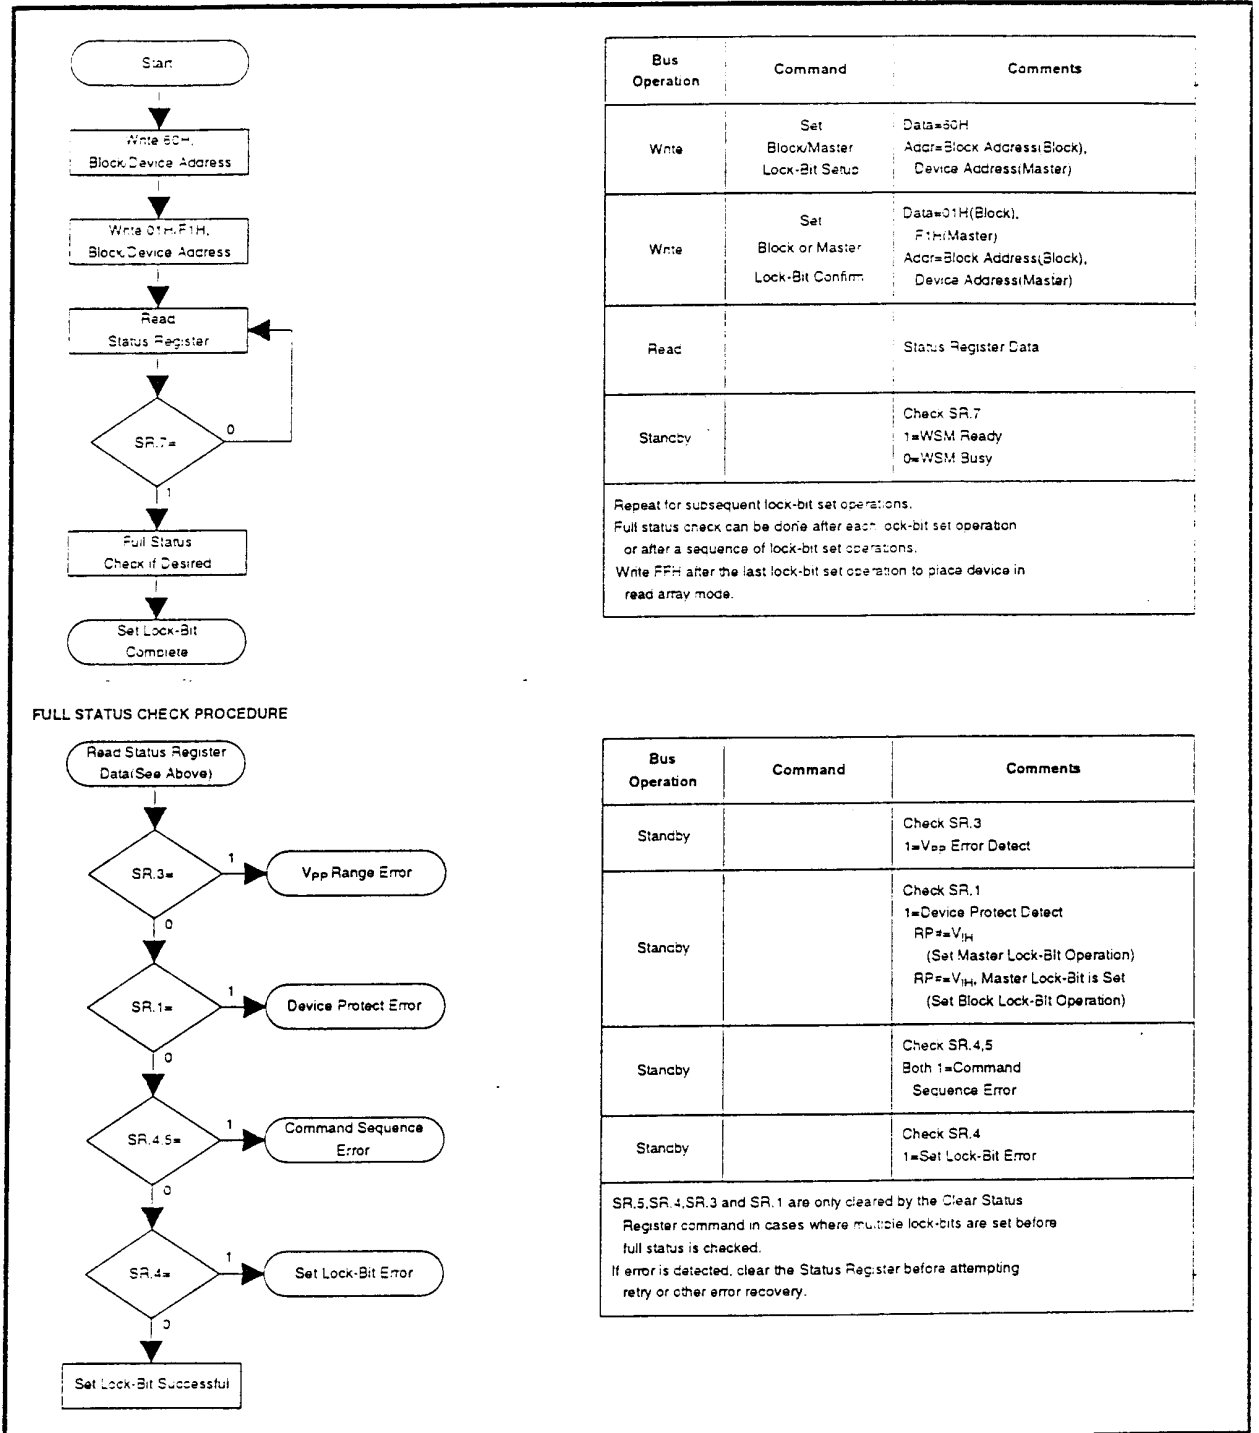 Start
Write 60H,
Block/Device Address
Write 01H/F1H,
Block/Device Address
Read
Status Register
SR.7=
0
1
Full Status
Check if Desired
Set Lock-Bit
Complete
Bus
Operation
Command
Comments
Write
Set
Block/Master
Lock-Bit Setup
Data=60H
Addr=Block Address(Block),
Device Address(Master)
Write
Set
Block or Master
Lock-Bit Confirm
Data=01H(Block),
F1H(Master)
Addr=Block Address(Block),
Device Address(Master)
Read
Status Register Data
Standby
Check SR.7
1=WSM Ready
0=WSM Busy
Repeat for subsequent lock-bit set operations.
Full status check can be done after each lock-bit set operation
or after a sequence of lock-bit set operations.
Write FFH after the last lock-bit set operation to place device in
read array mode.
FULL STATUS CHECK PROCEDURE
Read Status Register
Data(See Above)
SR.3=
1
VPP Range Error
0
SR.1=
1
Device Protect Error
0
SR.4,5=
1
Command Sequence
Error
0
SR.4=
1
Set Lock-Bit Error
0
Set Lock-Bit Successful
Bus
Operation
Command
Comments
Standby
Check SR.3
1=VPP Error Detect
Standby
Check SR.1
1=Device Protect Detect
RP#=VIH
(Set Master Lock-Bit Operation)
RP#=VIH, Master Lock-Bit is Set
(Set Block Lock-Bit Operation)
Standby
Check SR.4,5
Both 1=Command
Sequence Error
Standby
Check SR.4
1=Set Lock-Bit Error
SR.5,SR.4,SR.3 and SR.1 are only cleared by the Clear Status
Register command in cases where multiple lock-bits are set before
full status is checked.
If error is detected, clear the Status Register before attempting
retry or other error recovery.